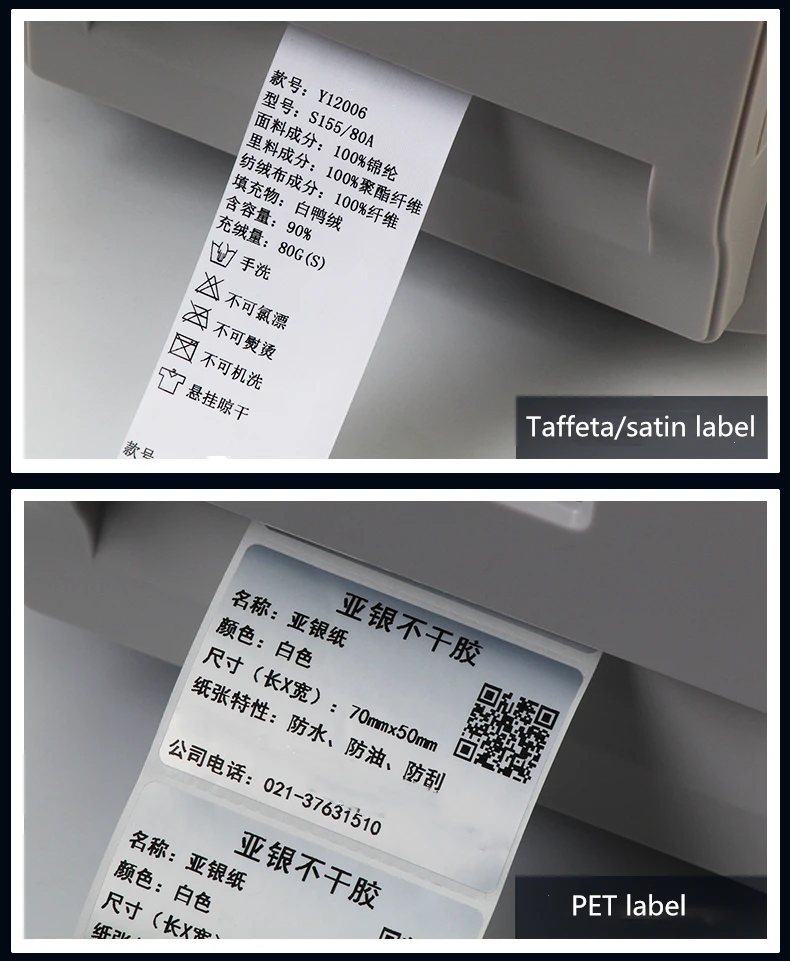 款号：Y12006
型号：S155/80A
面料成分：100%锦纶
里料成分：100%聚酯纤维
纺绒布成分：100%纤维
填充物：白鸭绒
含容量：90%
充绒量：80G(S)
手洗
不可氯漂
不可熨烫
不可机洗
悬挂晾干
款号
Taffeta/satin label
亚银不干胶
名称：亚银纸
颜色：白色
尺寸（长X宽）：70mmx50mm
纸张特性：防水、防油、防刮
公司电话：021-37631510
亚银不干胶
名称：亚银纸
颜色：白色
尺寸（长X宽）
纸张特
PET label